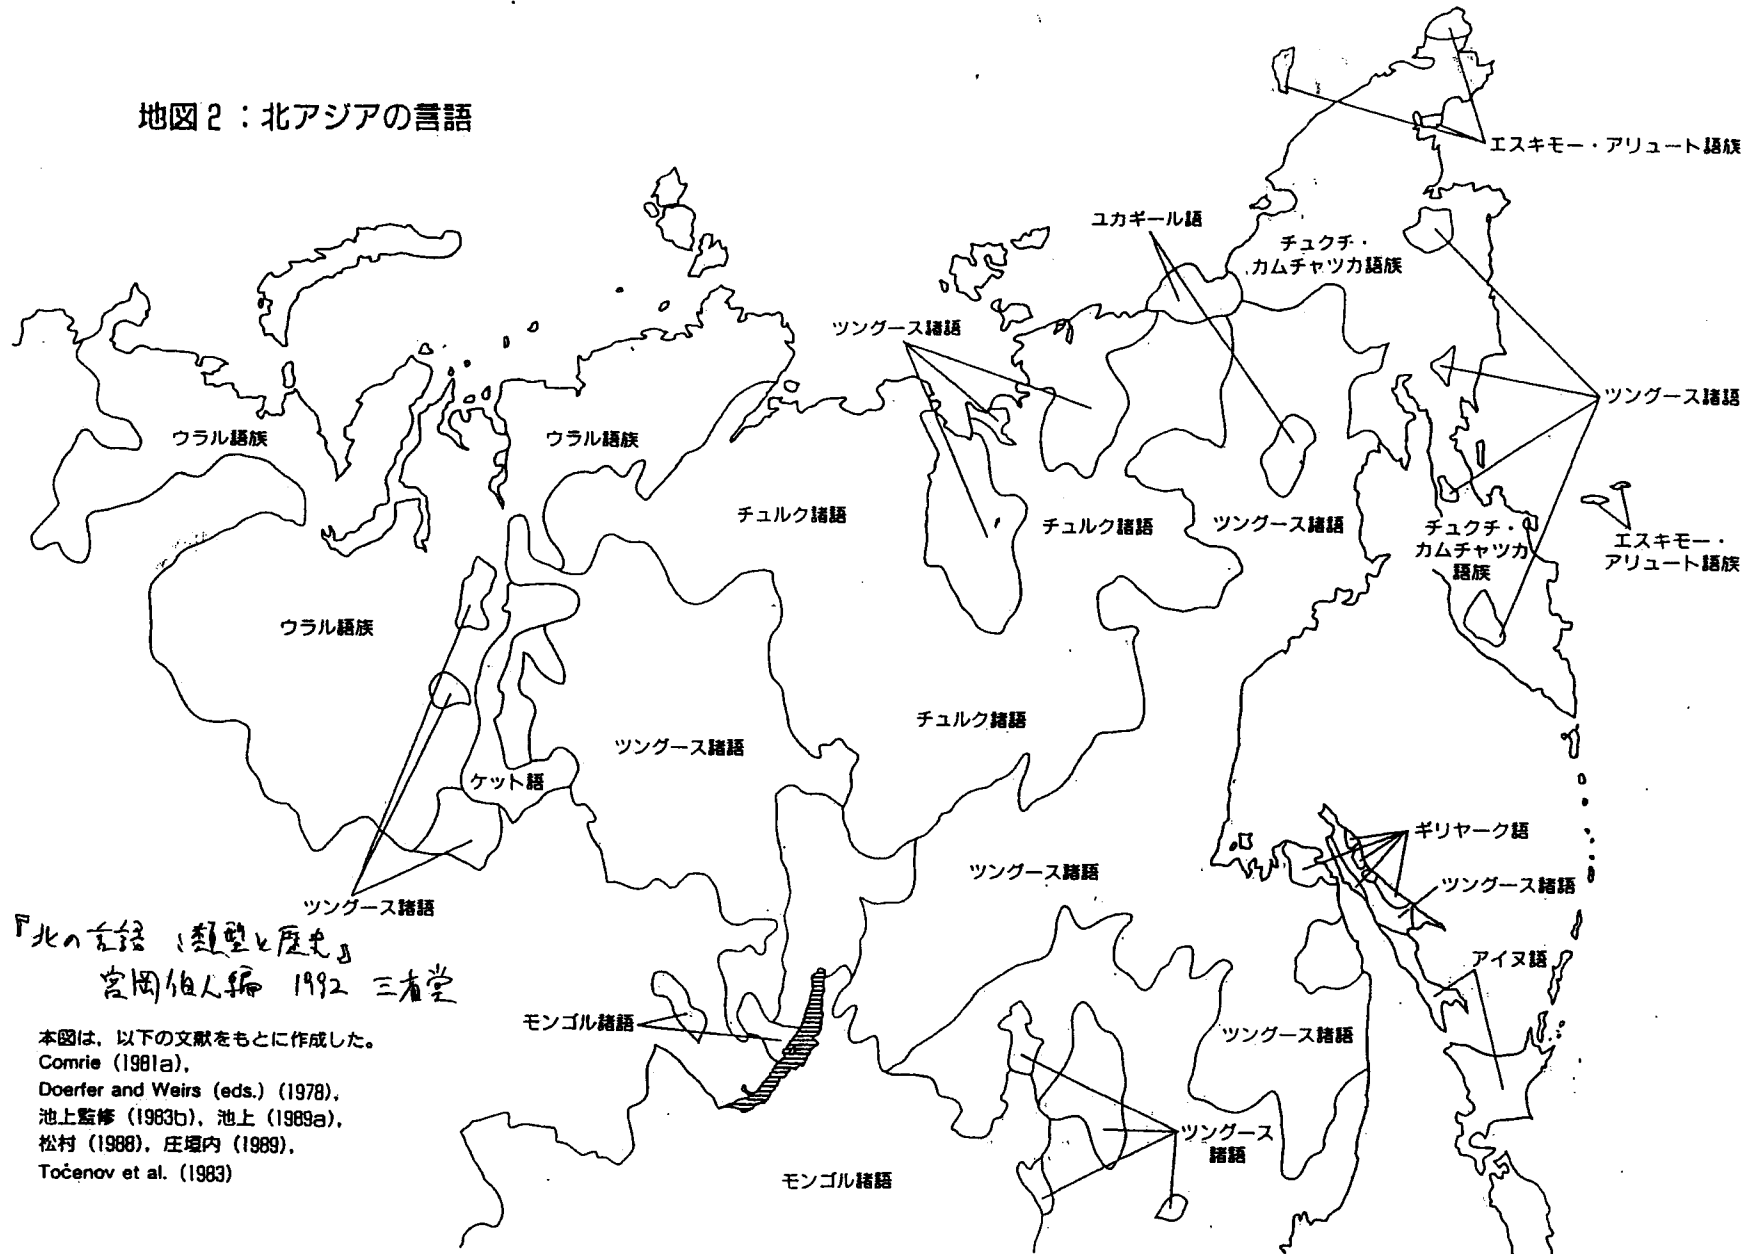 地図2:北アジアの言語
エスキモー・アリュート語族
ユカギール語
チュクチ・
カムチャツカ語族
ツングース諸語
ツングース諸語
ウラル語族
ウラル語族
チュルク諸語
チュルク諸語
ツングース諸語
チュクチ・
カムチャツカ
語族
エスキモー・
アリュート語族
ウラル語族
チュルク諸語
ツングース諸語
ケット語
ギリヤーク語
ツングース諸語
ツングース諸語
ツングース諸語
『北の言語:類型と歴史』
宮岡伯人編 1992 三省堂
アイヌ語
モンゴル諸語
ツングース諸語
本図は,以下の文献をもとに作成した。
Comrie (1981a),
Doerfer and Weirs (eds.) (1978),
池上監修 (1983b), 池上 (1989a),
松村 (1988), 庄垣内 (1989),
Točenov et al. (1983)
ツングース
諸語
モンゴル諸語